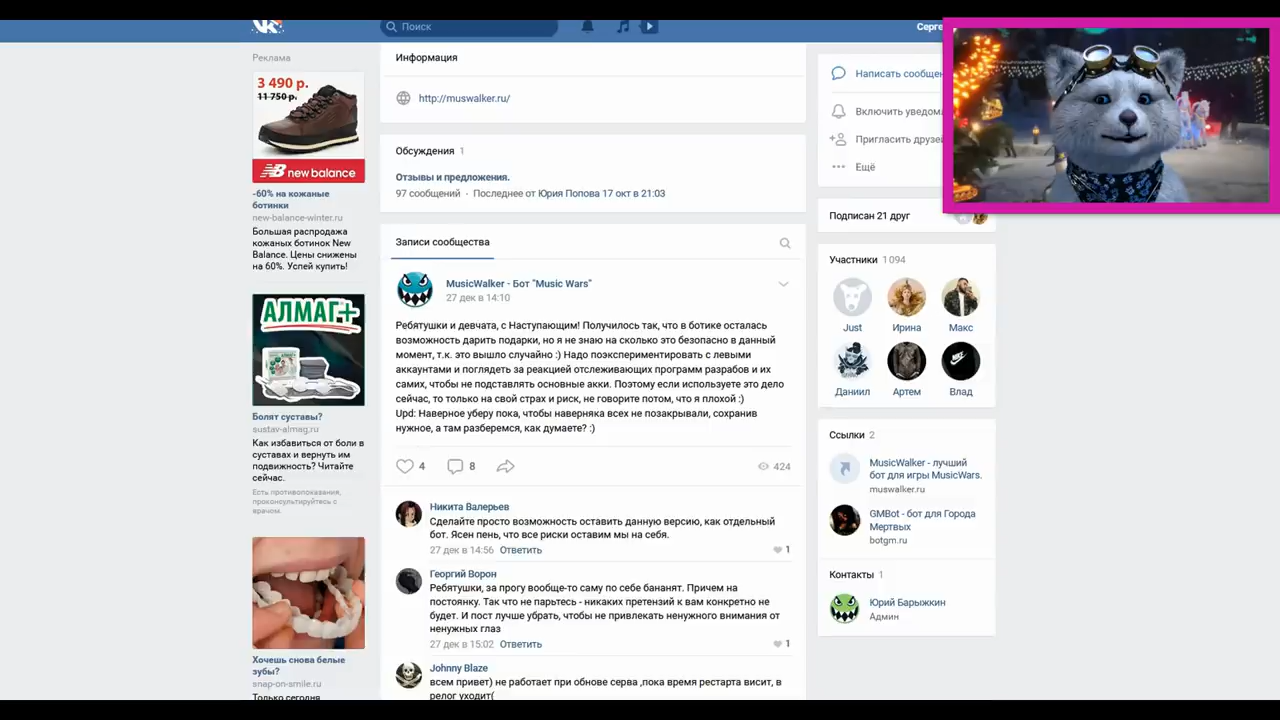 Поиск
Серге
Реклама
3 490 р.
11 750 р.
new balance
-60% на кожаные
ботинки
new-balance-winter.ru
Большая распродажа
кожаных ботинок New
Balance. Цены снижены
на 60%. Успей купить!
АЛМАГ+
Болят суставы?
sustav-almag.ru
Как избавиться от боли в
суставах и вернуть им
подвижность? Читайте
сейчас.
Есть противопоказания,
проконсультируйтесь с
врачом.
Хочешь снова белые
зубы?
snap-on-smile.ru
Только сегодня
Информация
http://muswalker.ru/
Обсуждения 1
Отзывы и предложения.
97 сообщений · Последнее от Юрия Попова 17 окт в 21:03
Записи сообщества
MusicWalker - Бот "Music Wars"
27 дек в 14:10
Ребятушки и девчата, с Наступающим! Получилось так, что в ботике осталась
возможность дарить подарки, но я не знаю на сколько это безопасно в данный
момент, т.к. это вышло случайно :) Надо поэкспериментировать с левыми
аккаунтами и поглядеть за реакцией отслеживающих программ разрабов и их
самих, чтобы не подставлять основные акки. Поэтому если используете это дело
сейчас, то только на свой страх и риск, не говорите потом, что я плохой :)
Upd: Наверное уберу пока, чтобы наверняка всех не позакрывали, сохранив
нужное, а там разберемся, как думаете? :)
4 8 424
Никита Валерьев
Сделайте просто возможность оставить данную версию, как отдельный
бот. Ясен пень, что все риски оставим мы на себя.
27 дек в 14:56 Ответить 1
Георгий Ворон
Ребятушки, за прогу вообще-то саму по себе бананят. Причем на
постоянку. Так что не парьтесь - никаких претензий к вам конкретно не
будет. И пост лучше убрать, чтобы не привлекать ненужного внимания от
ненужных глаз
27 дек в 15:02 Ответить 1
Johnny Blaze
всем привет) не работает при обнове серва ,пока время рестарта висит, в
релог уходит(
Написать сообщен
Включить уведом.
Пригласить друзей
Ещё
Подписан 21 друг
Участники 1 094
Just Ирина Макс
Даниил Артем Влад
Ссылки 2
MusicWalker - лучший
бот для игры MusicWars.
muswalker.ru
GMBot - бот для Города
Мертвых
botgm.ru
Контакты 1
Юрий Барыжкин
Админ